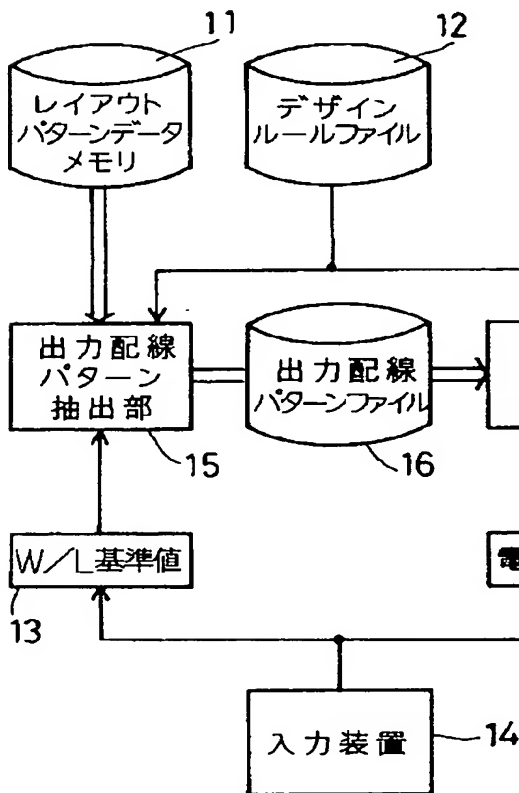 11
レイアウト
パターンデータ
メモリ
12
デザイン
ルールファイル
出力配線
パターン
抽出部
15
出力配線
パターンファイル
16
W/L基準値
13
電
入力装置
14